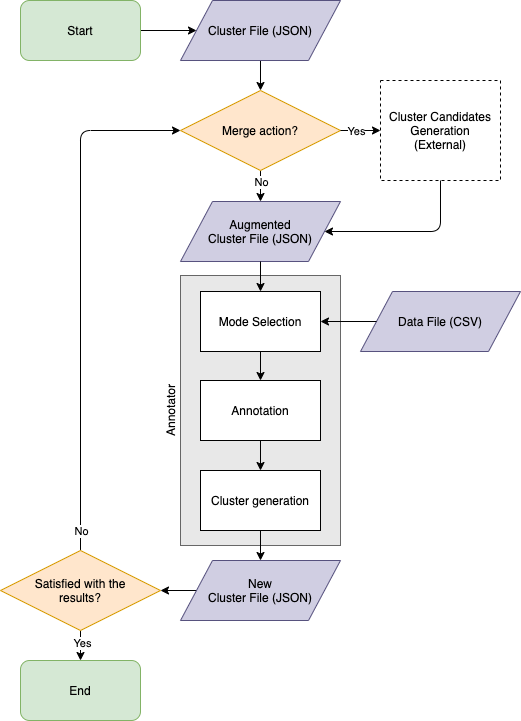 Start
Cluster File (JSON)
Merge action?
Yes
Cluster Candidates
Generation
(External)
No
Augmented
Cluster File (JSON)
Mode Selection
Data File (CSV)
Annotator
Annotation
Cluster generation
No
Satisfied with the
results?
New
Cluster File (JSON)
Yes
End